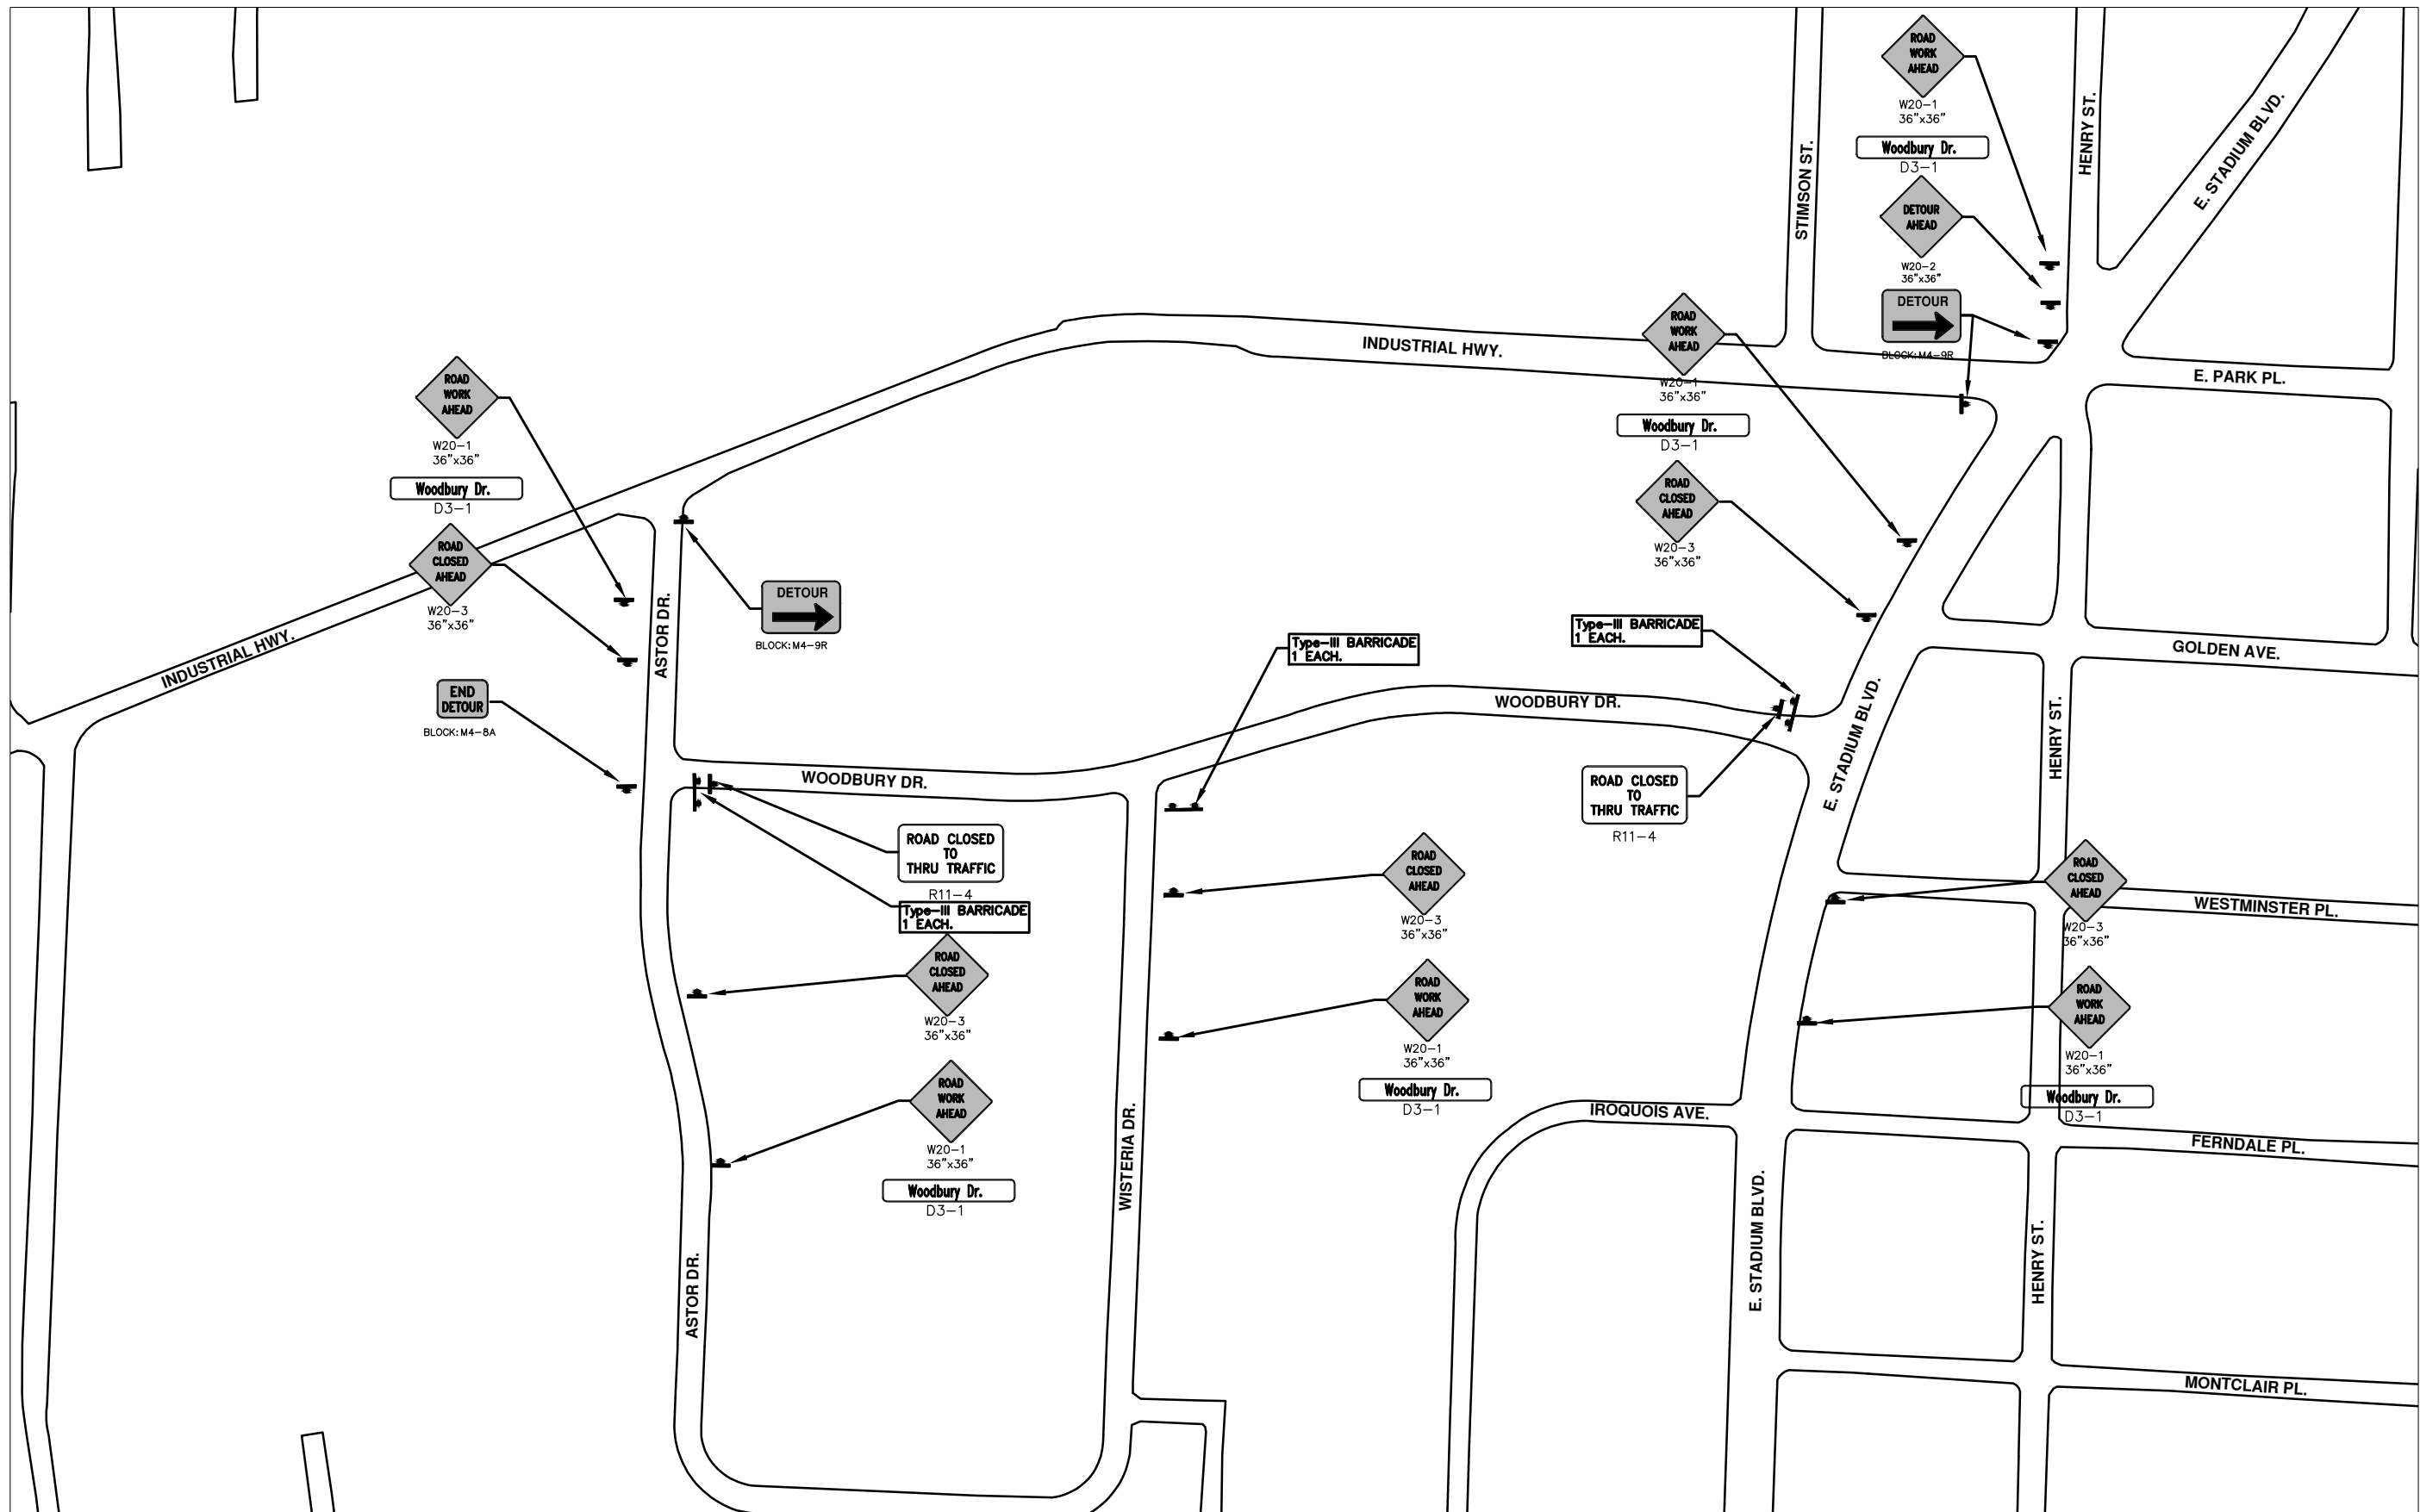 ROAD
WORK
AHEAD
W20-1
36"x36"
Woodbury Dr.
D3-1
DETOUR
AHEAD
W20-2
36"x36"
DETOUR
BLOCK: M4-9R
STIMSON ST.
HENRY ST.
E. STADIUM BLVD.
INDUSTRIAL HWY.
E. PARK PL.
ROAD
WORK
AHEAD
W20-1
36"x36"
Woodbury Dr.
D3-1
ROAD
CLOSED
AHEAD
W20-3
36"x36"
ROAD
WORK
AHEAD
W20-1
36"x36"
Woodbury Dr.
D3-1
ROAD
CLOSED
AHEAD
W20-3
36"x36"
INDUSTRIAL HWY.
END
DETOUR
BLOCK: M4-8A
ASTOR DR.
DETOUR
BLOCK: M4-9R
Type-III BARRICADE
1 EACH.
Type-III BARRICADE
1 EACH.
GOLDEN AVE.
WOODBURY DR.
WOODBURY DR.
E. STADIUM BLVD.
HENRY ST.
ROAD CLOSED
TO
THRU TRAFFIC
R11-4
ROAD CLOSED
TO
THRU TRAFFIC
R11-4
Type-III BARRICADE
1 EACH.
ROAD
CLOSED
AHEAD
W20-3
36"x36"
ROAD
WORK
AHEAD
W20-1
36"x36"
Woodbury Dr.
D3-1
ROAD
CLOSED
AHEAD
W20-3
36"x36"
ROAD
WORK
AHEAD
W20-1
36"x36"
Woodbury Dr.
D3-1
ROAD
CLOSED
AHEAD
W20-3
36"x36"
WESTMINSTER PL.
ROAD
WORK
AHEAD
W20-1
36"x36"
Woodbury Dr.
D3-1
IROQUOIS AVE.
FERNDALE PL.
WISTERIA DR.
ASTOR DR.
E. STADIUM BLVD.
HENRY ST.
MONTCLAIR PL.